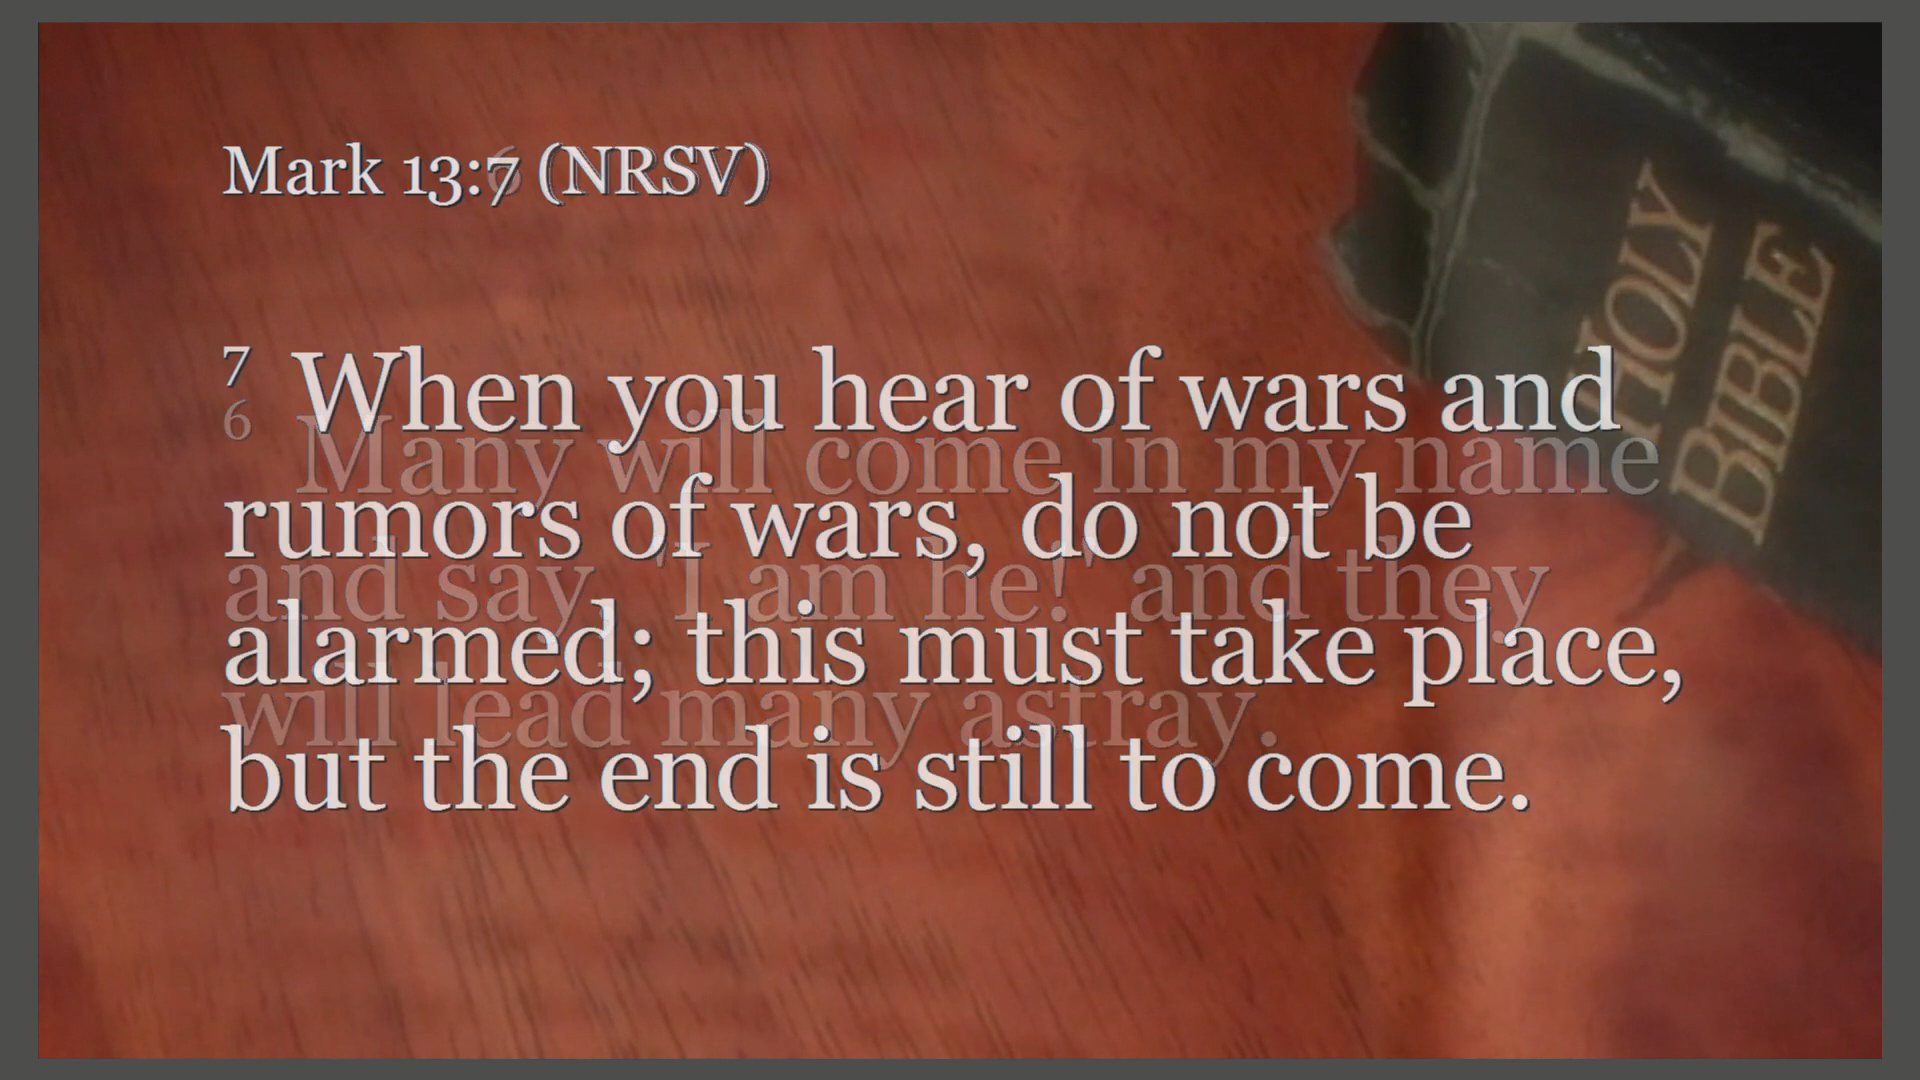 Mark 13:7 (NRSV)
7 When you hear of wars and
rumors of wars, do not be
alarmed; this must take place,
but the end is still to come.
6 Many will come in my name
and say, 'I am he!' and they
will lead many astray.
HOLY
BIBLE